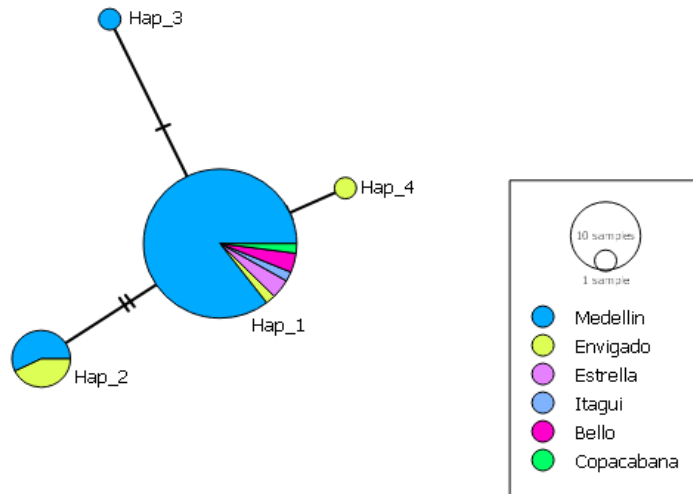 Hap_3
Hap_4
Hap_1
Hap_2
10 samples
1 sample
Medellin
Envigado
Estrella
Itagui
Bello
Copacabana